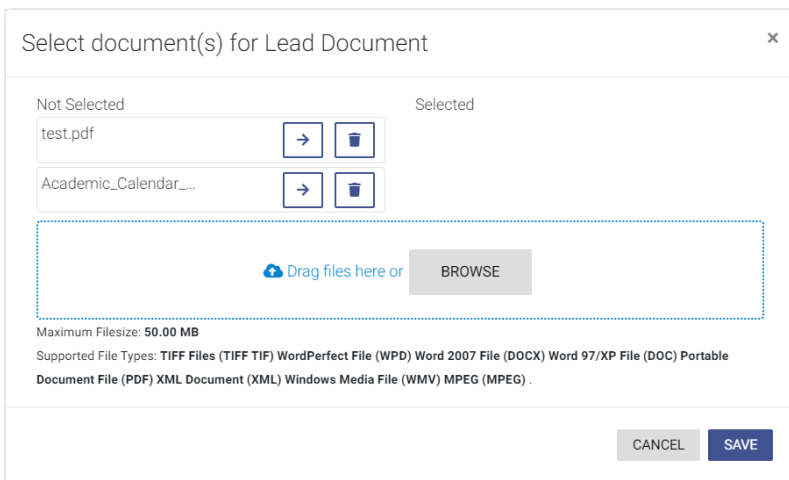 Select document(s) for Lead Document
×
Not Selected
Selected
test.pdf
Academic_Calendar_...
Drag files here or
BROWSE
Maximum Filesize: 50.00 MB
Supported File Types: TIFF Files (TIFF TIF) WordPerfect File (WPD) Word 2007 File (DOCX) Word 97/XP File (DOC) Portable
Document File (PDF) XML Document (XML) Windows Media File (WMV) MPEG (MPEG) .
CANCEL
SAVE